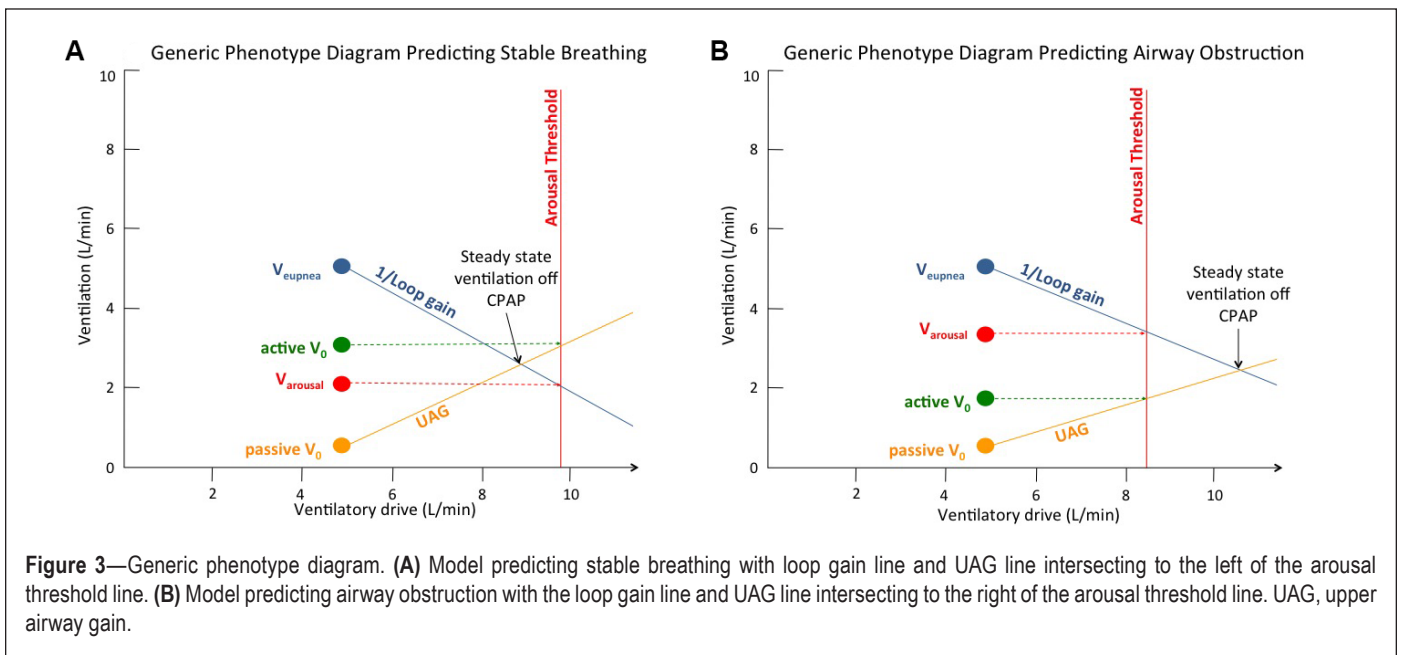 A
Generic Phenotype Diagram Predicting Stable Breathing
10
8
6
4
2
0
Ventilation (L/min)
Arousal Threshold
Steady state
ventilation off
CPAP
Veupnea
1/Loop gain
active V0
Varousal
UAG
passive V0
2
4
6
8
10
Ventilatory drive (L/min)
B
Generic Phenotype Diagram Predicting Airway Obstruction
10
8
6
4
2
0
Ventilation (L/min)
Arousal Threshold
Steady state
ventilation off
CPAP
Veupnea
1/Loop gain
Varousal
active V0
UAG
passive V0
2
4
6
8
10
Ventilatory drive (L/min)
Figure 3—Generic phenotype diagram. (A) Model predicting stable breathing with loop gain line and UAG line intersecting to the left of the arousal
threshold line. (B) Model predicting airway obstruction with the loop gain line and UAG line intersecting to the right of the arousal threshold line. UAG, upper
airway gain.